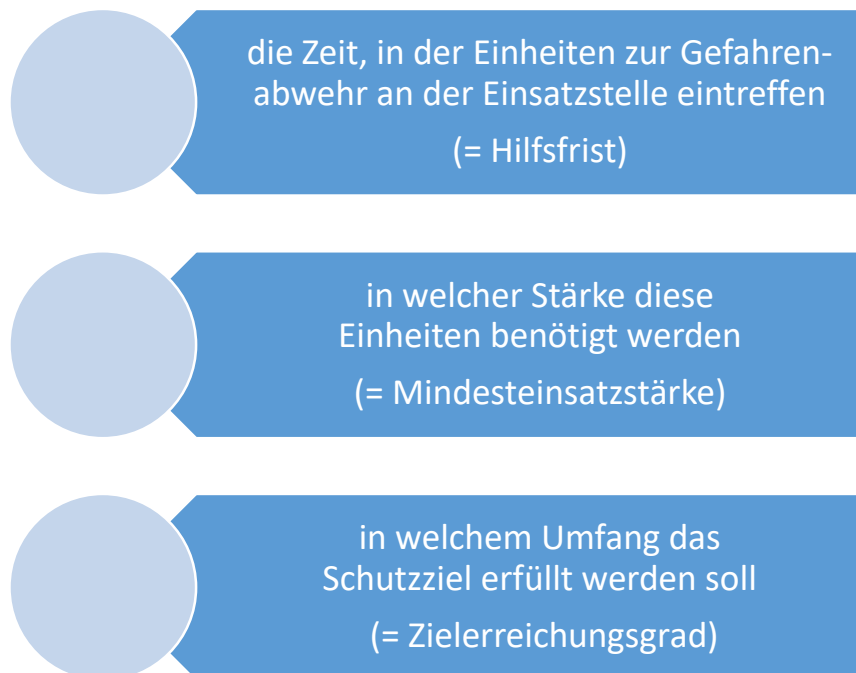 die Zeit, in der Einheiten zur Gefahren-
abwehr an der Einsatzstelle eintreffen
(= Hilfsfrist)
in welcher Stärke diese
Einheiten benötigt werden
(= Mindesteinsatzstärke)
in welchem Umfang das
Schutzziel erfüllt werden soll
(= Zielerreichungsgrad)